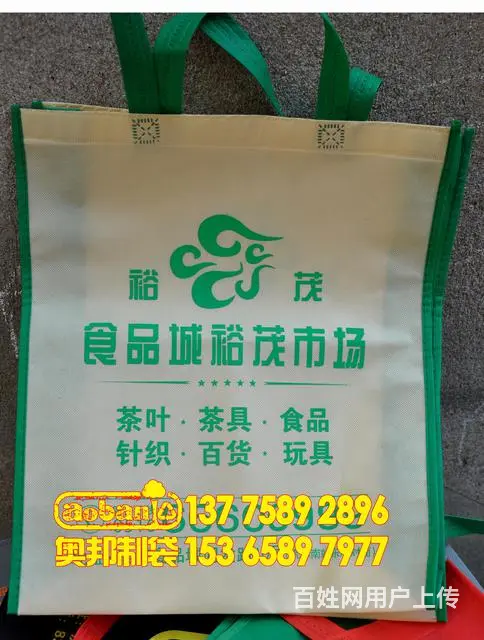 裕 茂
食品城裕茂市场
茶叶·茶具·食品
针织·百货·玩具
aoban 137 7589 2896
奥邦制袋 153 6589 7977
百姓网用户上传